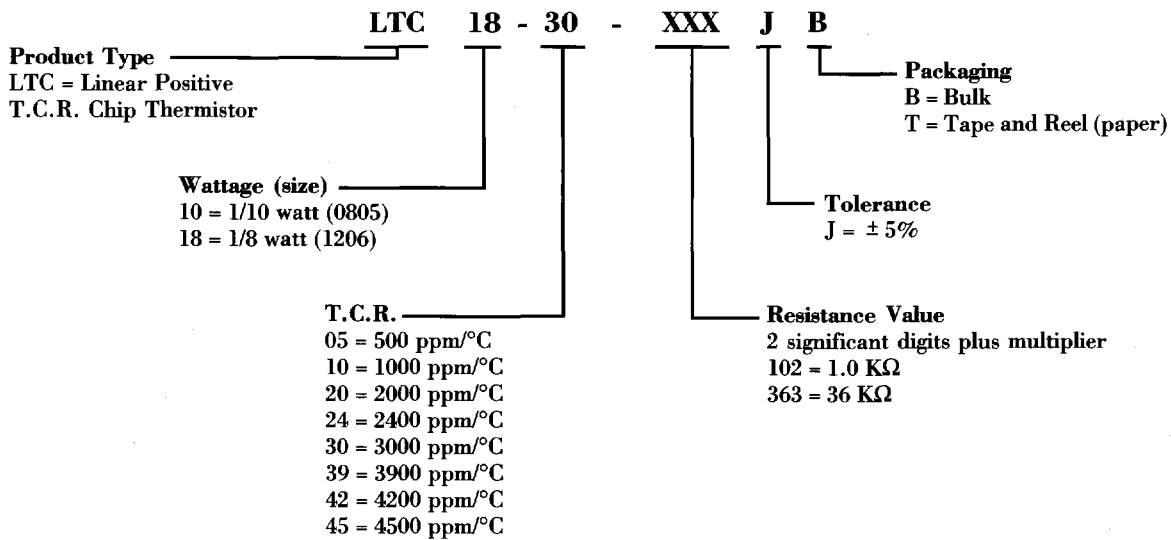 LTC 18 - 30 - XXX J B
Product Type
LTC = Linear Positive
T.C.R. Chip Thermistor
Packaging
B = Bulk
T = Tape and Reel (paper)
Wattage (size)
10 = 1/10 watt (0805)
18 = 1/8 watt (1206)
Tolerance
J = ± 5%
T.C.R.
05 = 500 ppm/°C
10 = 1000 ppm/°C
20 = 2000 ppm/°C
24 = 2400 ppm/°C
30 = 3000 ppm/°C
39 = 3900 ppm/°C
42 = 4200 ppm/°C
45 = 4500 ppm/°C
Resistance Value
2 significant digits plus multiplier
102 = 1.0 KΩ
363 = 36 KΩ